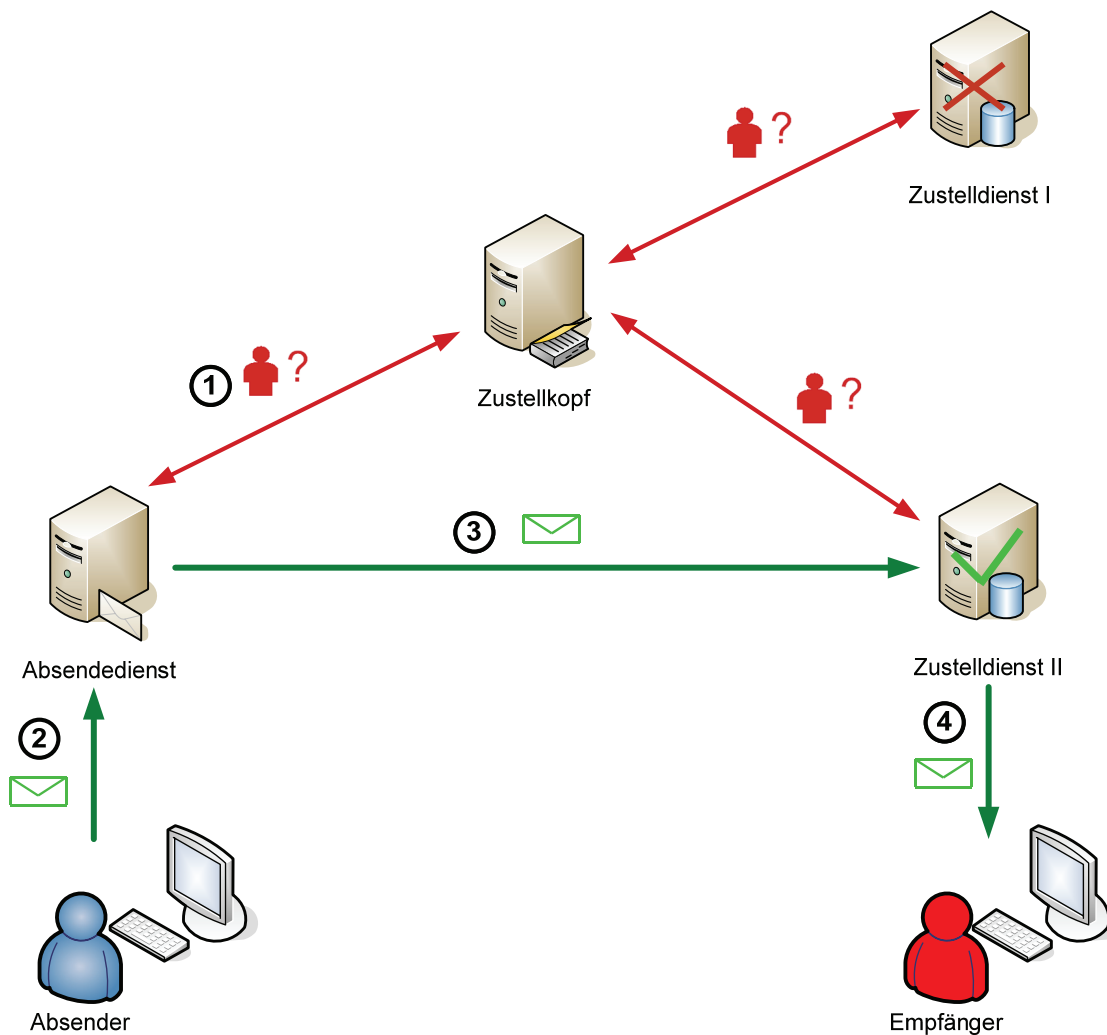 Zustelldienst I
?
Zustellkopf
1 ?
?
3
Absendedienst
Zustelldienst II
2
4
Absender
Empfänger